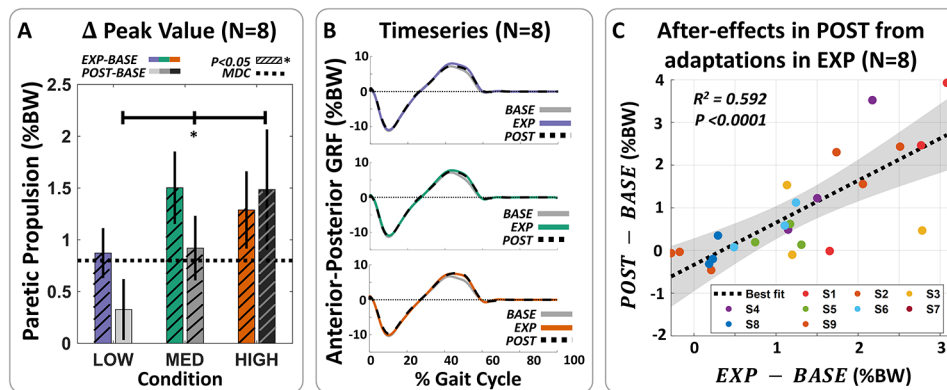 A
Δ Peak Value (N=8)
EXP-BASE
POST-BASE
P<0.05
*
MDC
Paretic Propulsion (%BW)
2.5
2
1.5
1
0.5
0
*
LOW
MED
HIGH
Condition
B
Timeseries (N=8)
Anterior-Posterior GRF (%BW)
10
0
-10
BASE
EXP
POST
10
0
-10
BASE
EXP
POST
10
0
-10
BASE
EXP
POST
0
20
40
60
80
100
% Gait Cycle
C
After-effects in POST from
adaptations in EXP (N=8)
R² = 0.592
P <0.0001
POST − BASE (%BW)
4
3
2
1
0
-1
-2
Best fit
S1
S2
S3
S4
S5
S6
S7
S8
S9
0
1
2
3
EXP − BASE (%BW)